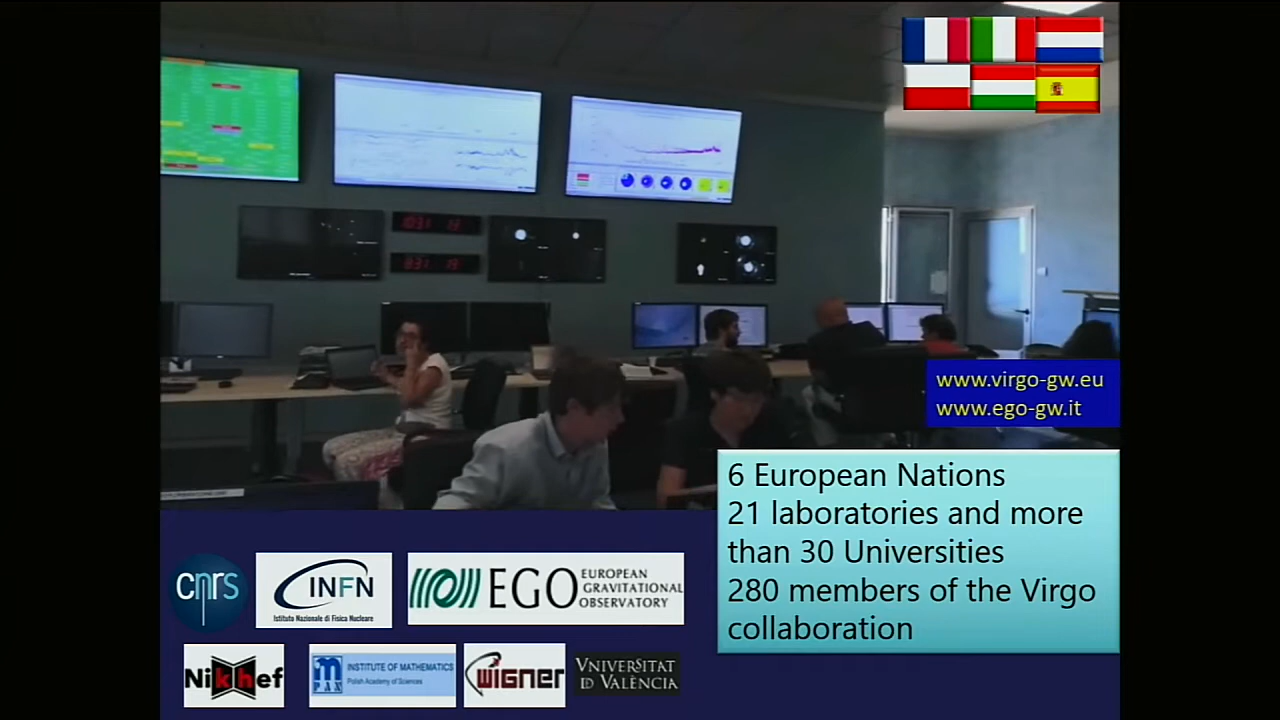 www.virgo-gw.eu
www.ego-gw.it
6 European Nations
21 laboratories and more
than 30 Universities
280 members of the Virgo
collaboration
cnrs
INFN
Istituto Nazionale di Fisica Nucleare
EGO
EUROPEAN
GRAVITATIONAL
OBSERVATORY
Nikhef
INSTITUTE OF MATHEMATICS
Polish Academy of Sciences
wigner
VNIVERSITAT
ID VALÈNCIA